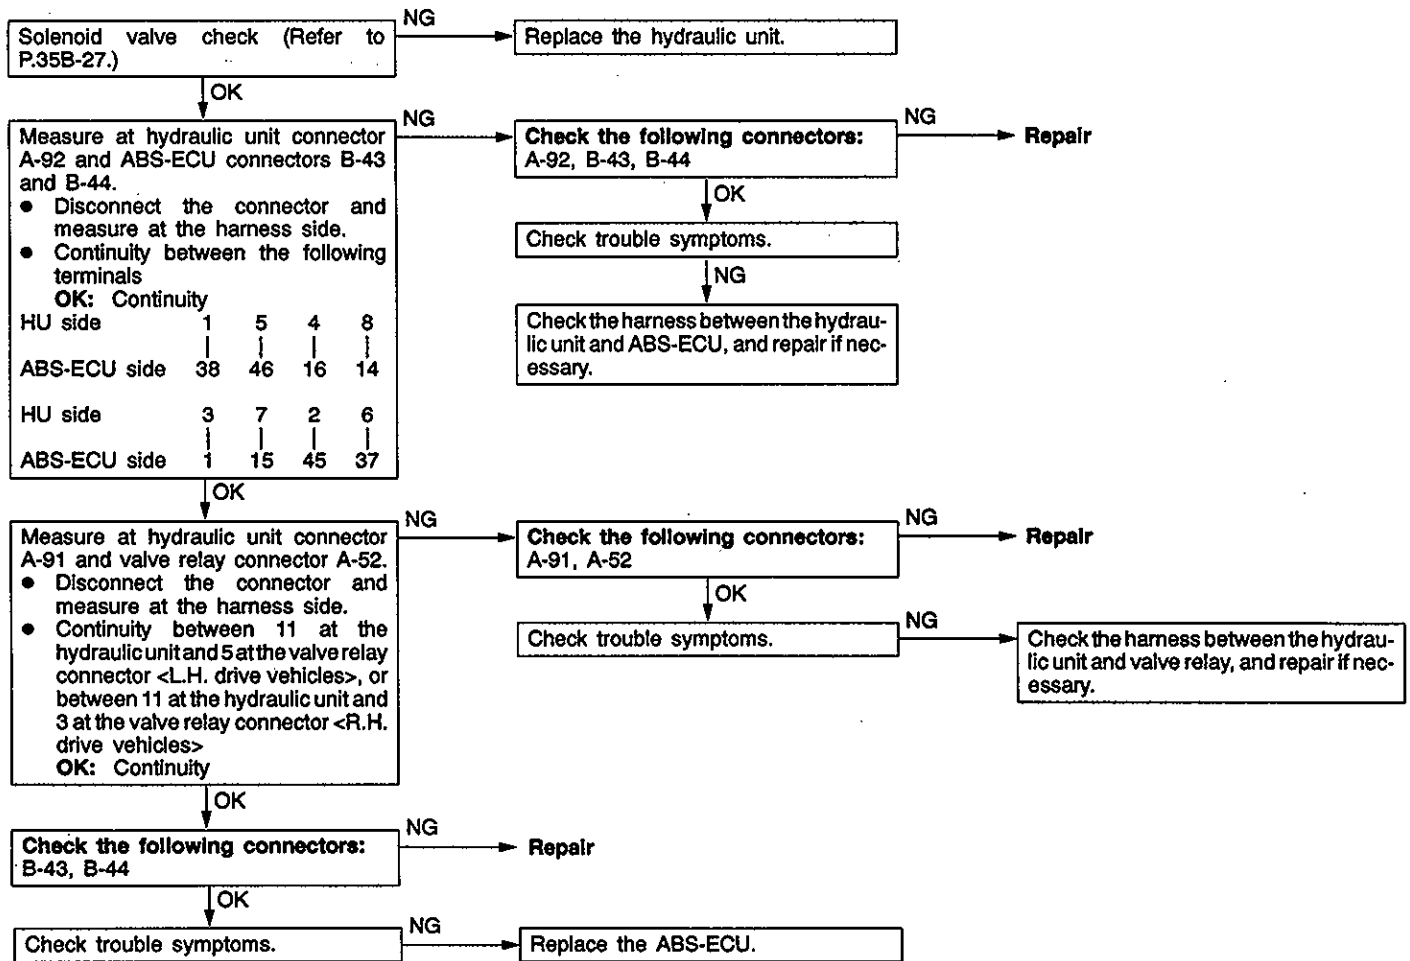 Solenoid valve check (Refer to
P.35B-27.)
NG
Replace the hydraulic unit.
OK
Measure at hydraulic unit connector
A-92 and ABS-ECU connectors B-43
and B-44.
● Disconnect the connector and
measure at the harness side.
● Continuity between the following
terminals
OK: Continuity
HU side 1 5 4 8
ABS-ECU side 38 46 16 14
HU side 3 7 2 6
ABS-ECU side 1 15 45 37
NG
Check the following connectors:
A-92, B-43, B-44
NG
Repair
OK
Check trouble symptoms.
NG
Check the harness between the hydrau-
lic unit and ABS-ECU, and repair if nec-
essary.
OK
Measure at hydraulic unit connector
A-91 and valve relay connector A-52.
● Disconnect the connector and
measure at the harness side.
● Continuity between 11 at the
hydraulic unit and 5 at the valve relay
connector <L.H. drive vehicles>, or
between 11 at the hydraulic unit and
3 at the valve relay connector <R.H.
drive vehicles>
OK: Continuity
NG
Check the following connectors:
A-91, A-52
NG
Repair
OK
Check trouble symptoms.
NG
Check the harness between the hydrau-
lic unit and valve relay, and repair if nec-
essary.
OK
Check the following connectors:
B-43, B-44
NG
Repair
OK
Check trouble symptoms.
NG
Replace the ABS-ECU.